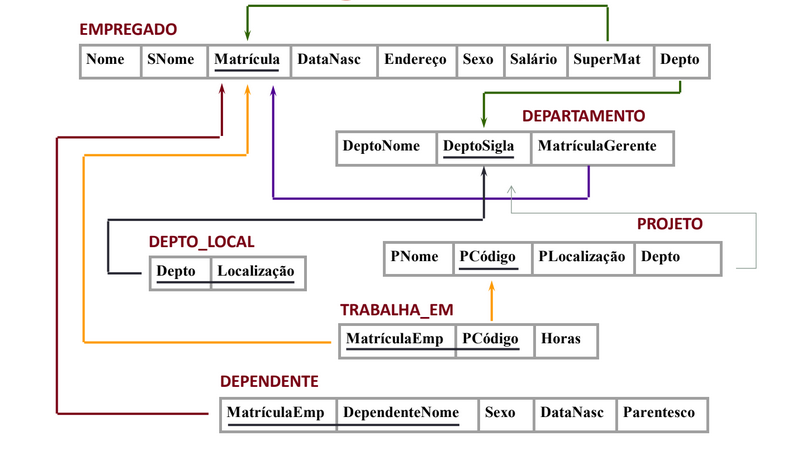 EMPREGADO
Nome SNome Matrícula DataNasc Endereço Sexo Salário SuperMat Depto
DEPARTAMENTO
DeptoNome DeptoSigla MatrículaGerente
PROJETO
DEPTO_LOCAL
PNome PCódigo PLocalização Depto
Depto Localização
TRABALHA_EM
MatrículaEmp PCódigo Horas
DEPENDENTE
MatrículaEmp DependenteNome Sexo DataNasc Parentesco